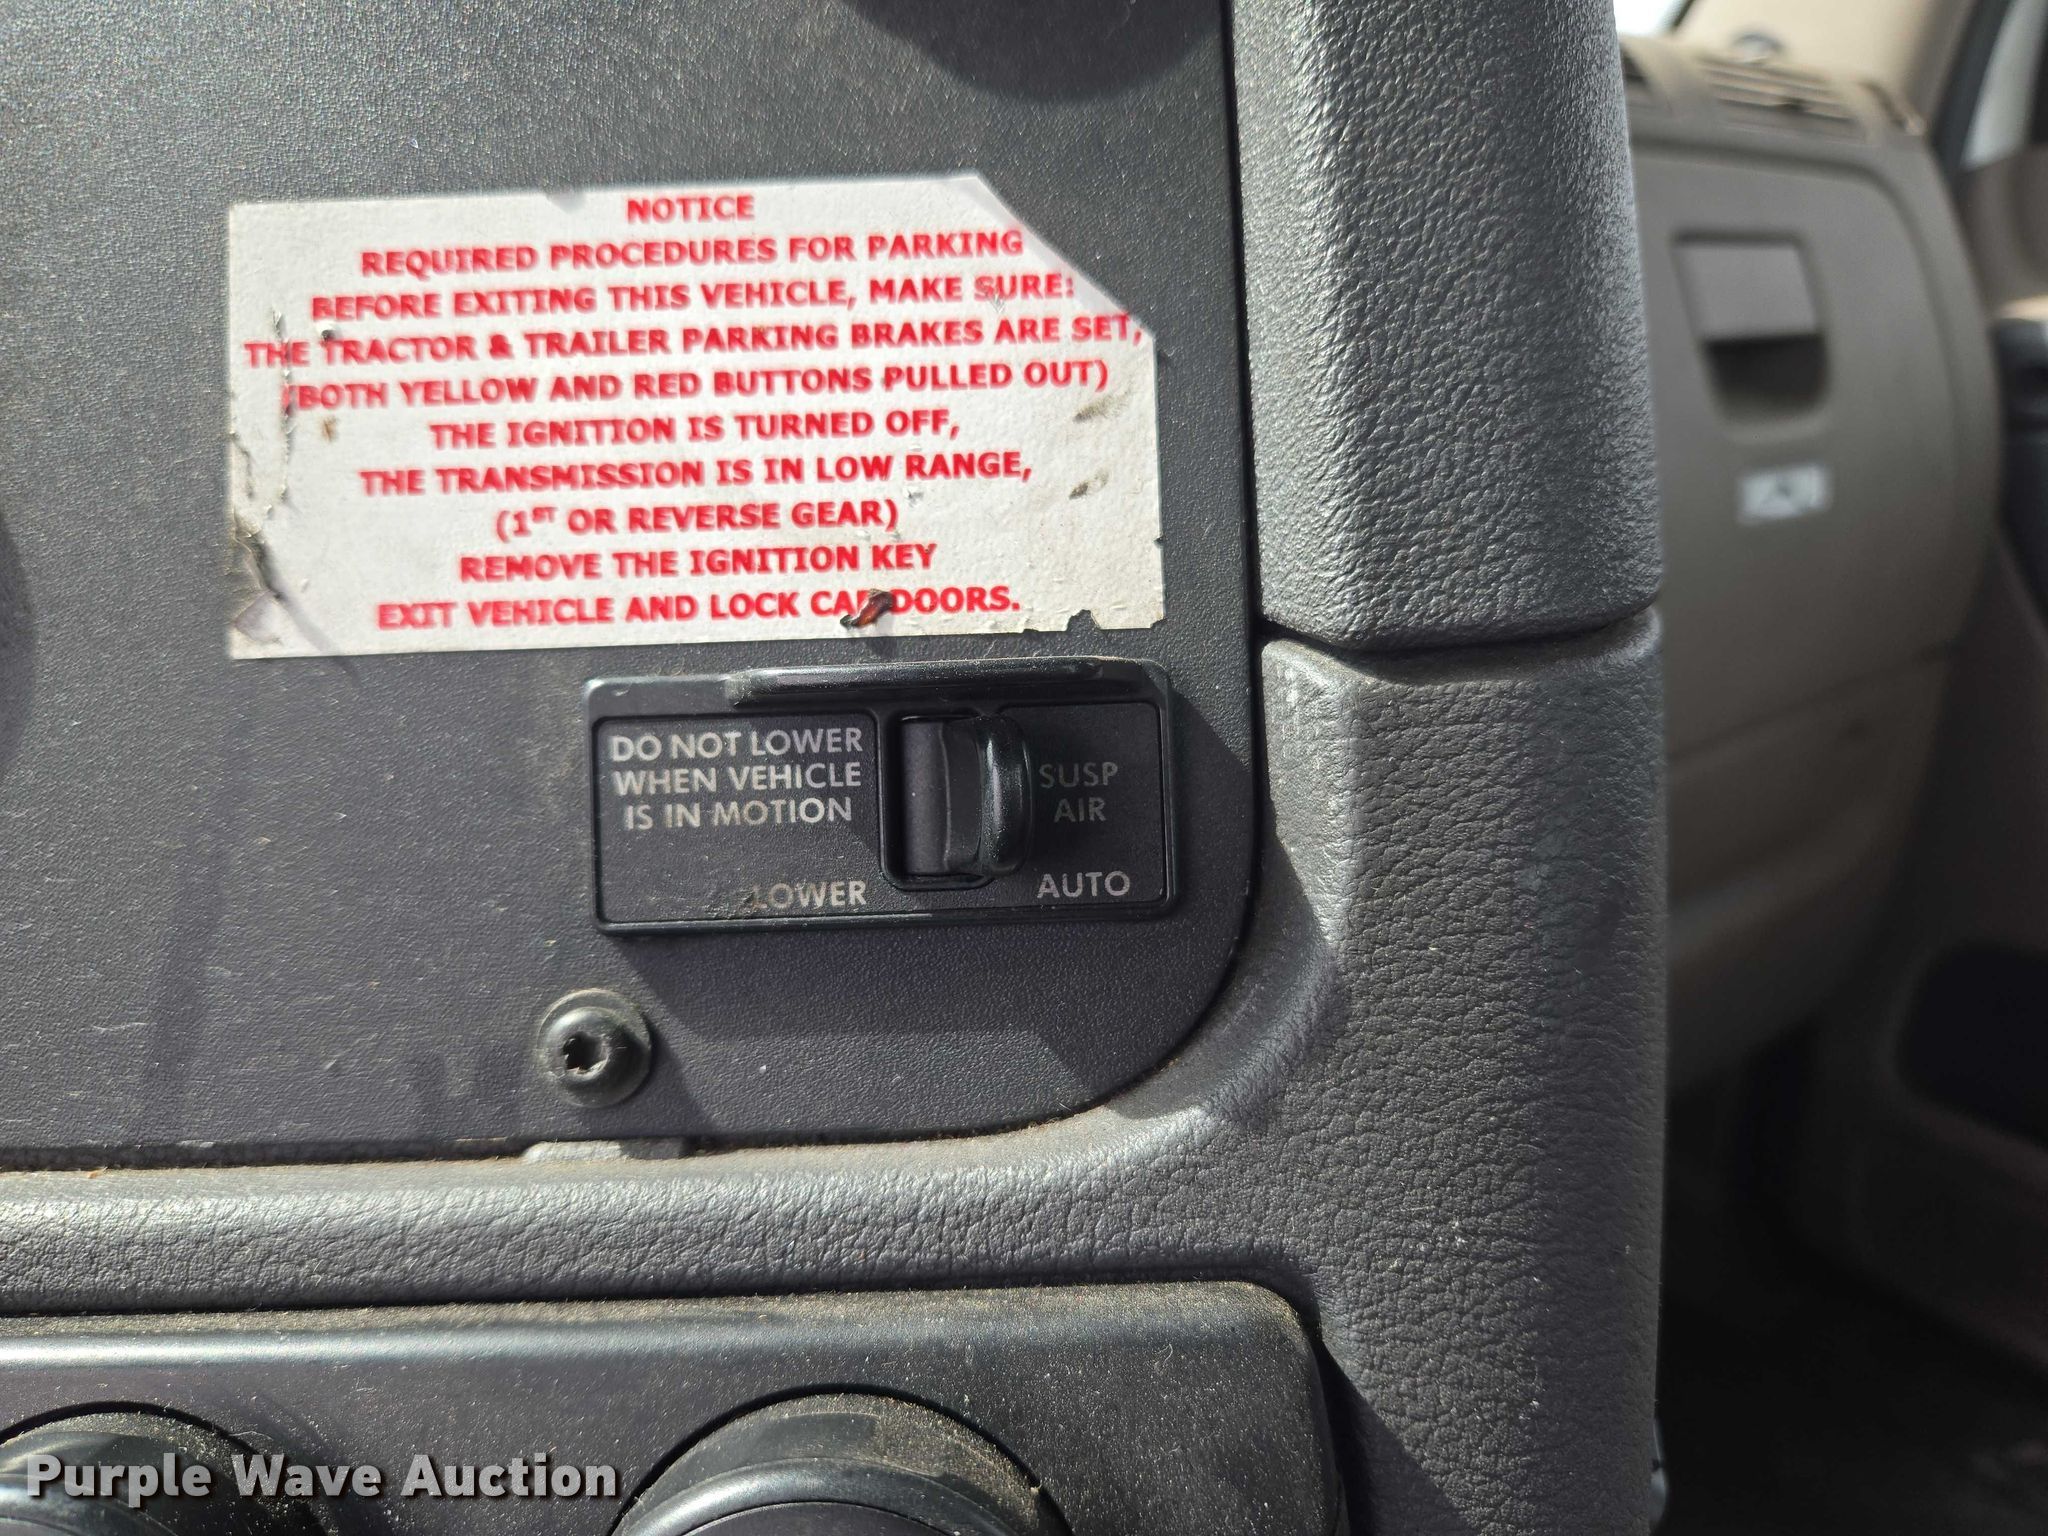 NOTICE
REQUIRED PROCEDURES FOR PARKING
BEFORE EXITING THIS VEHICLE, MAKE SURE:
THE TRACTOR & TRAILER PARKING BRAKES ARE SET,
(BOTH YELLOW AND RED BUTTONS PULLED OUT)
THE IGNITION IS TURNED OFF,
THE TRANSMISSION IS IN LOW RANGE,
(1ST OR REVERSE GEAR)
REMOVE THE IGNITION KEY
EXIT VEHICLE AND LOCK CAB DOORS.
DO NOT LOWER
WHEN VEHICLE
IS IN MOTION
LOWER
SUSP
AIR
AUTO
Purple Wave Auction